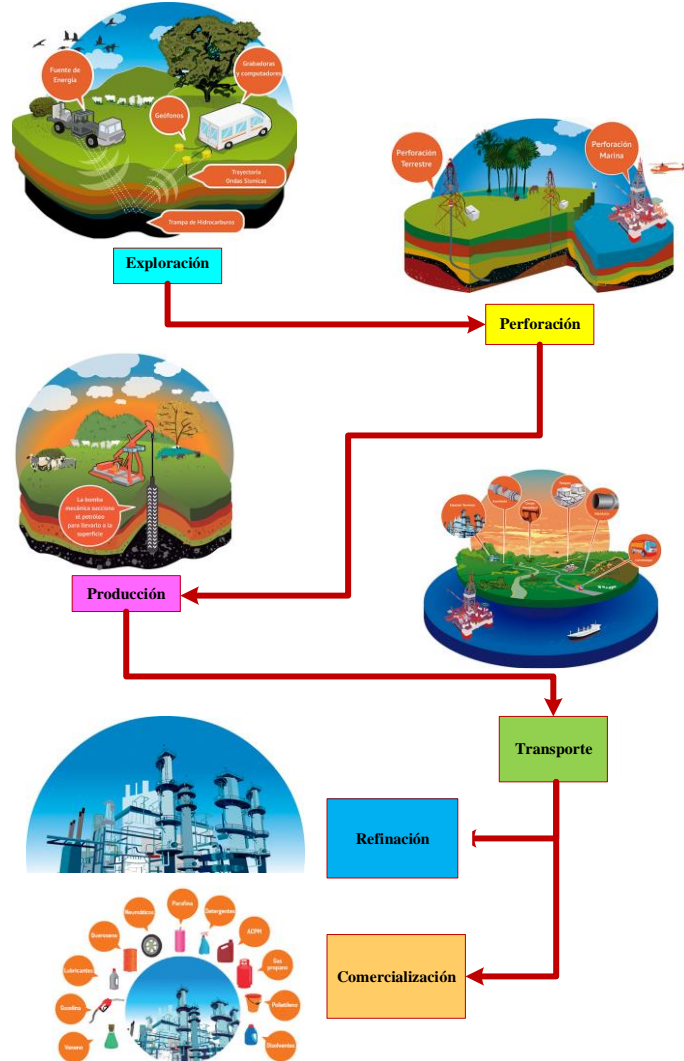 Fuente de
Energía
Grabadoras
y computadores
Geófonos
Trayectoria
Ondas Sísmicas
Trampa de Hidrocarburos
Exploración
Perforación
Terrestre
Perforación
Marina
Perforación
La bomba
mecánica succiona
el petróleo
para llevarlo a la
superficie
Producción
Transporte
Refinación
Comercialización
Parafina
Neumáticos
Detergentes
Queroseno
ACPM
Lubricantes
Gas
propano
Gasolina
Polietileno
Veneno
Disolventes